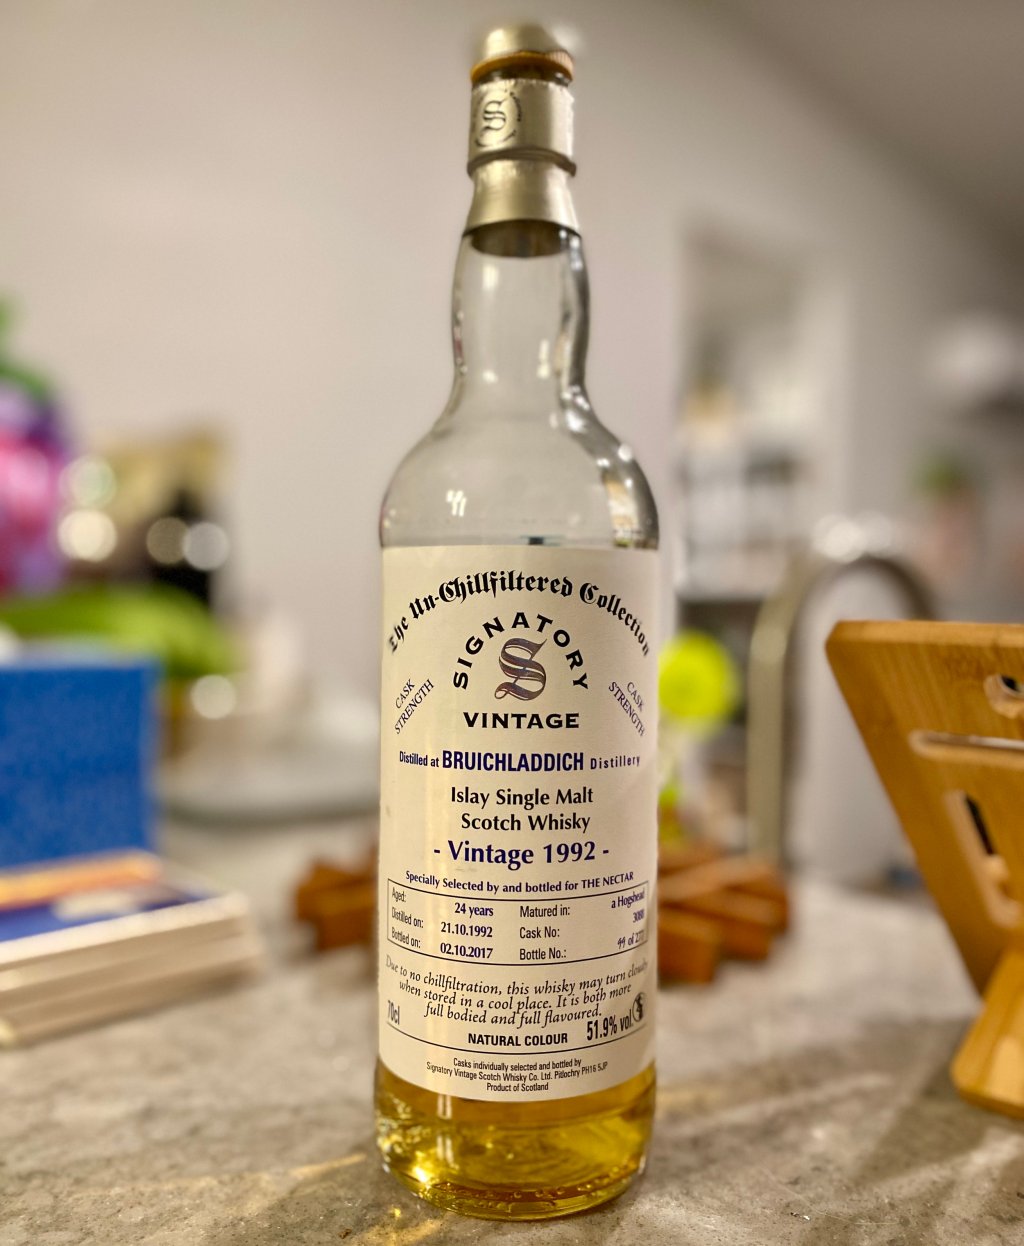 S
The Un-Chillfiltered Collection
SIGNATORY
S
VINTAGE
CASK
STRENGTH
CASK
STRENGTH
Distilled at BRUICHLADDICH Distillery
Islay Single Malt
Scotch Whisky
- Vintage 1992 -
Specially Selected by and bottled for THE NECTAR
Aged: 24 years Matured in: a Hogshead
Distilled on: 21.10.1992 Cask No:
Bottled on: 02.10.2017 Bottle No.: 99 of
Due to no chillfiltration, this whisky may turn cloudy
when stored in a cool place. It is both more
full bodied and full flavoured.
70cl NATURAL COLOUR 51.9% vol. S
Casks individually selected and bottled by
Signatory Vintage Scotch Whisky Co. Ltd. Pitlochry PH16 5JP
Product of Scotland